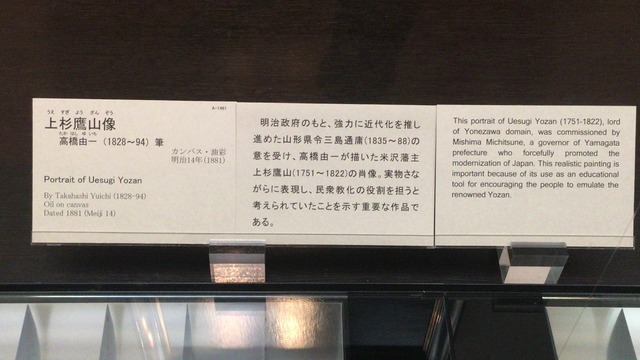 A-1461
うえ すぎ よう ざん ぞう
上杉鷹山像
たか はし ゆ いち
高橋由一（1828～94）筆
カンバス・油彩
明治14年(1881)
Portrait of Uesugi Yozan
By Takahashi Yuichi (1828-94)
Oil on canvas
Dated 1881 (Meiji 14)
明治政府のもと、強力に近代化を推し
進めた山形県令三島通庸(1835～88)の
意を受け、高橋由一が描いた米沢藩主
上杉鷹山(1751～1822)の肖像。実物さ
ながらに表現し、民衆教化の役割を担うと
考えられていたことを示す重要な作品で
ある。
This portrait of Uesugi Yozan (1751-1822), lord
of Yonezawa domain, was commissioned by
Mishima Michitsune, a governor of Yamagata
prefecture who forcefully promoted the
modernization of Japan. This realistic painting is
important because of its use as an educational
tool for encouraging the people to emulate the
renowned Yozan.